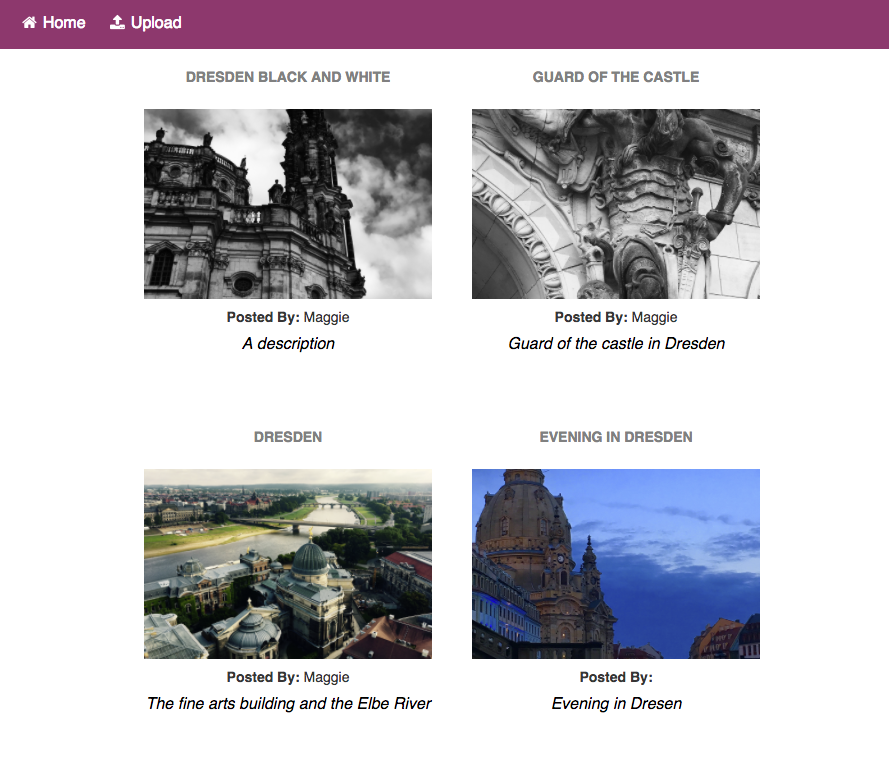 Home Upload
DRESDEN BLACK AND WHITE
GUARD OF THE CASTLE
Posted By: Maggie
A description
Posted By: Maggie
Guard of the castle in Dresden
DRESDEN
EVENING IN DRESDEN
Posted By: Maggie
The fine arts building and the Elbe River
Posted By:
Evening in Dresen